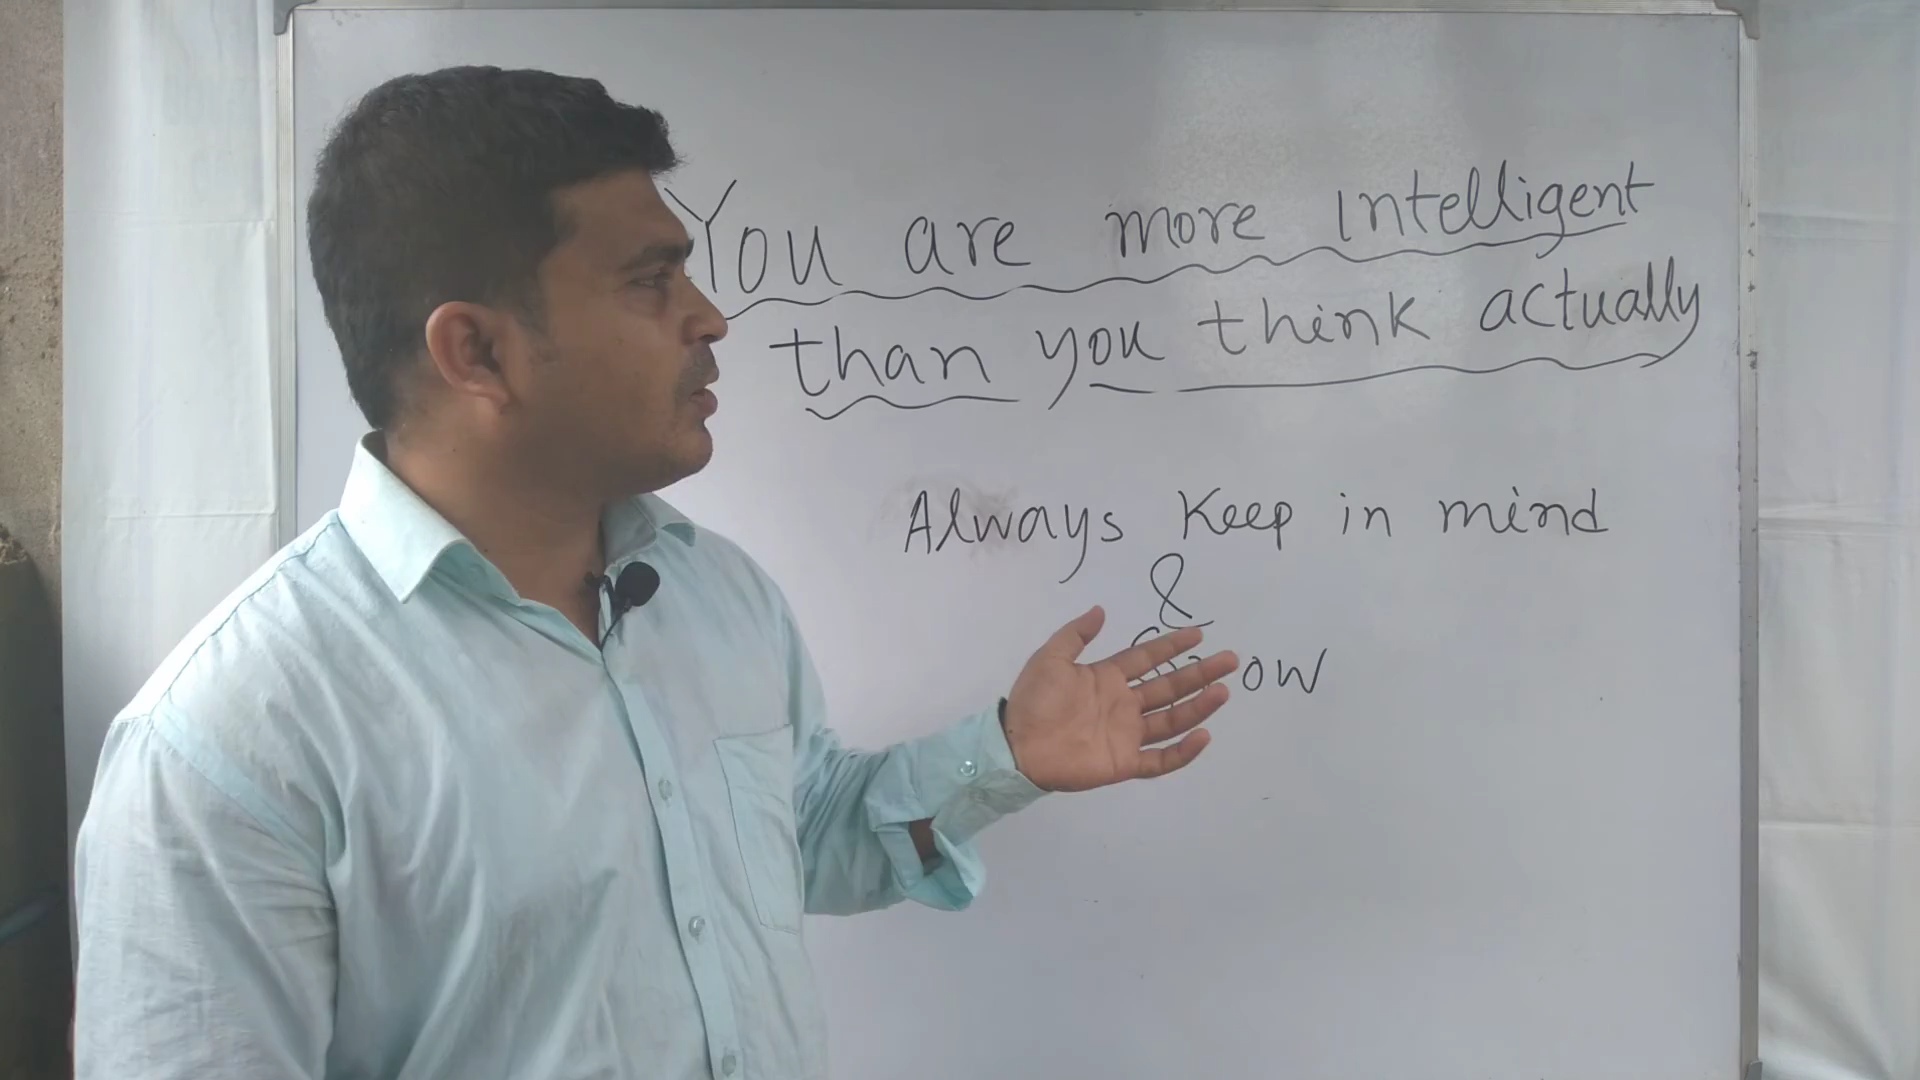 You are more Intelligent
than you think actually
Always Keep in mind
&